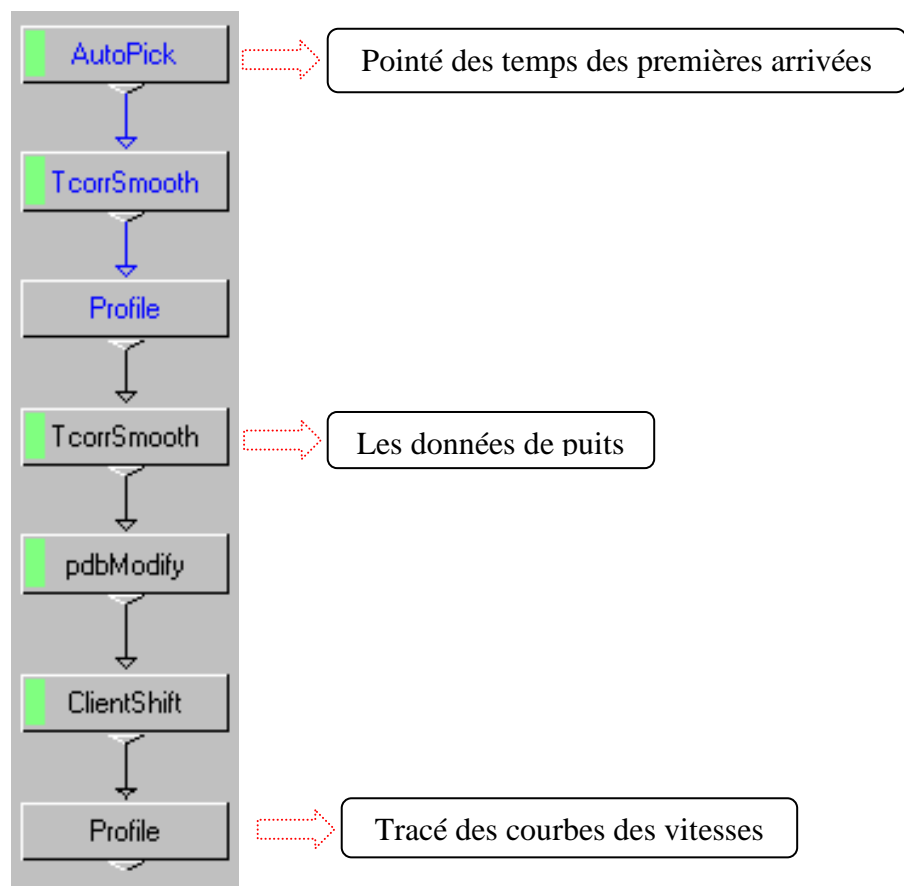 AutoPick
Pointé des temps des premières arrivées
TcorrSmooth
Profile
TcorrSmooth
Les données de puits
pdbModify
ClientShift
Profile
Tracé des courbes des vitesses